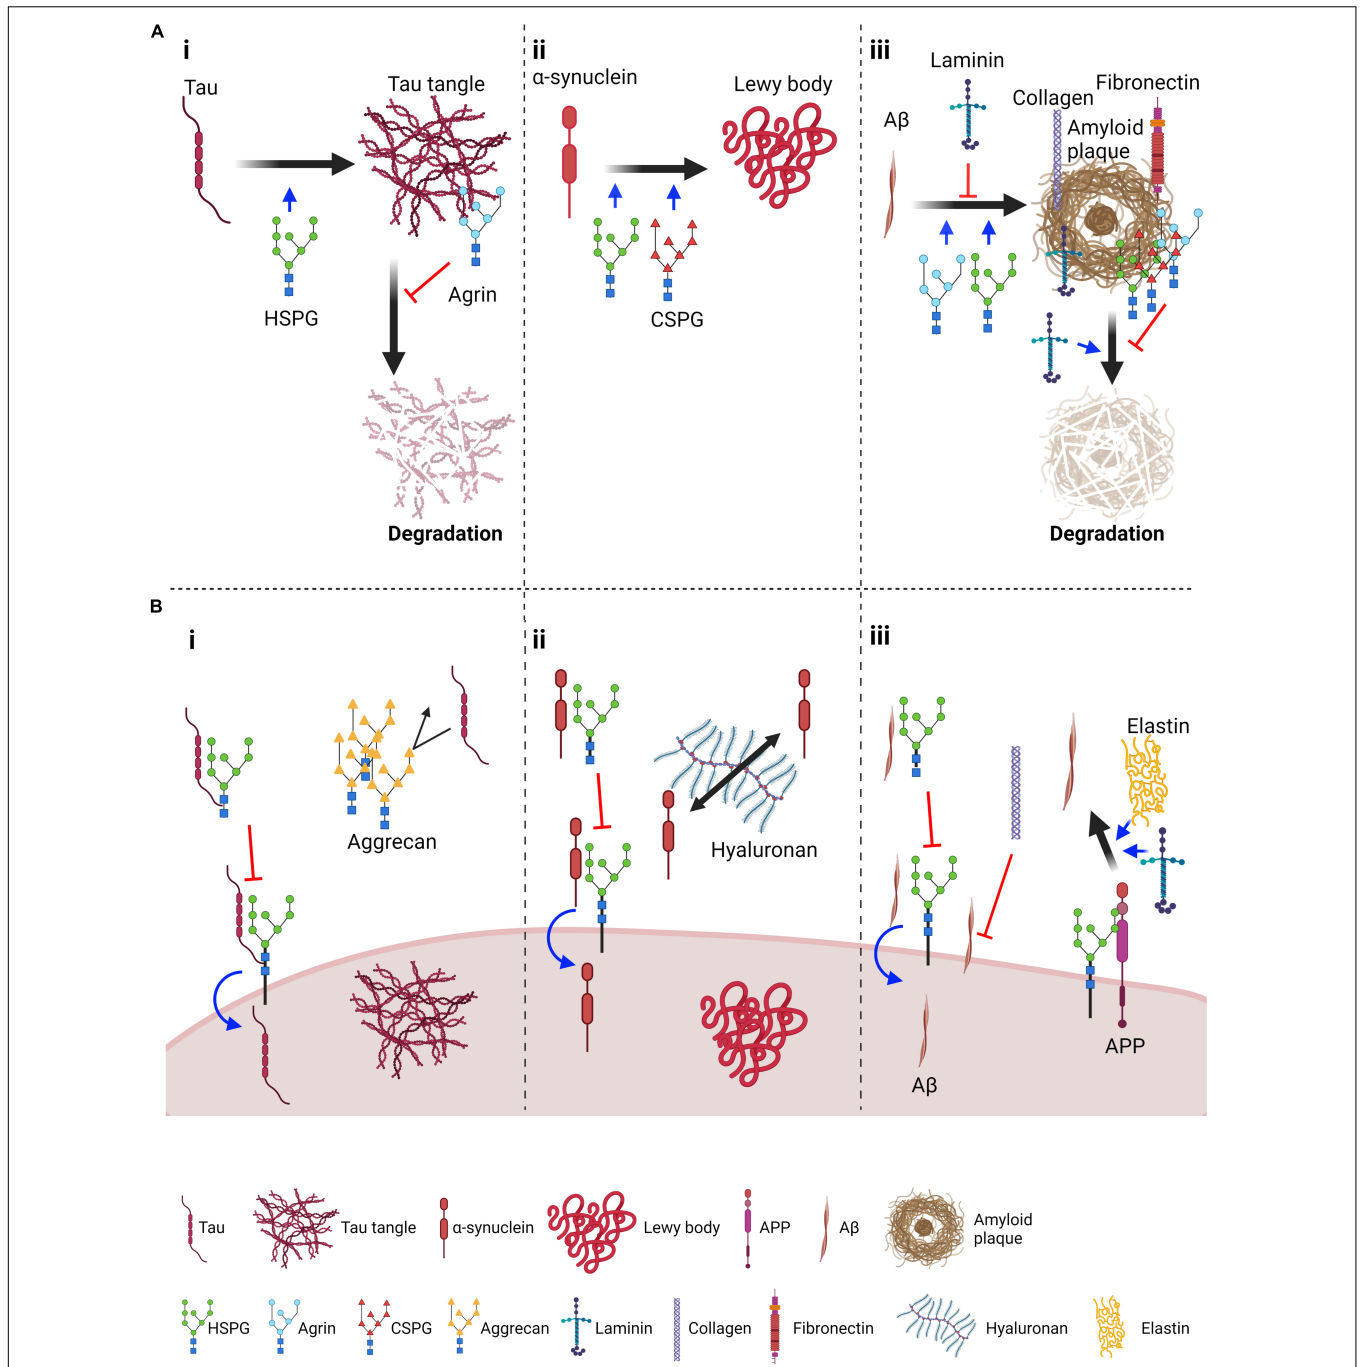 A
i
Tau
Tau tangle
HSPG
Agrin
Degradation
ii
α-synuclein
Lewy body
CSPG
iii
Laminin
Aβ
Collagen
Fibronectin
Amyloid
plaque
Degradation
B
i
Aggrecan
ii
Hyaluronan
iii
Elastin
APP
Aβ
Tau
Tau tangle
α-synuclein
Lewy body
APP
Aβ
Amyloid
plaque
HSPG
Agrin
CSPG
Aggrecan
Laminin
Collagen
Fibronectin
Hyaluronan
Elastin